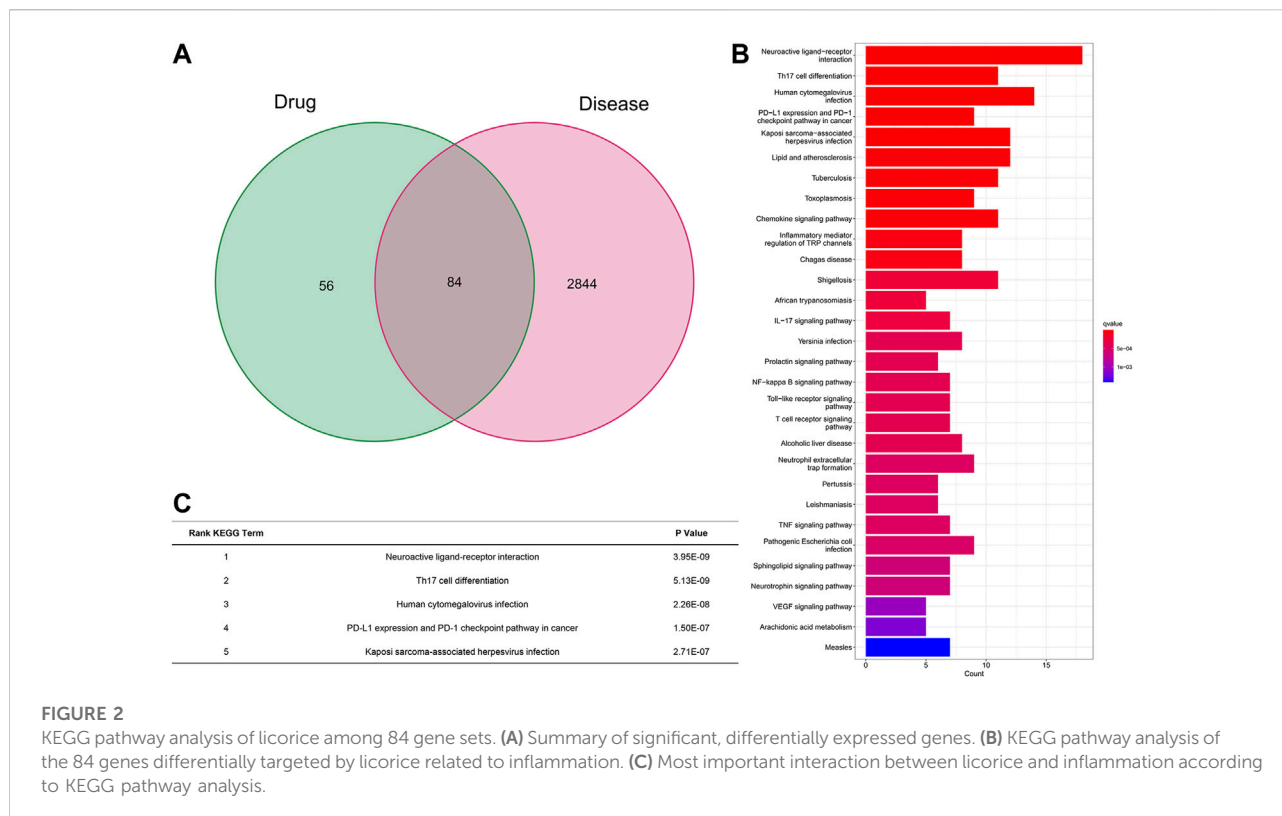 A
Drug
Disease
56
84
2844
B
Neuroactive ligand−receptor
interaction
Th17 cell differentiation
Human cytomegalovirus
infection
PD−L1 expression and PD−1
checkpoint pathway in cancer
Kaposi sarcoma−associated
herpesvirus infection
Lipid and atherosclerosis
Tuberculosis
Toxoplasmosis
Chemokine signaling pathway
Inflammatory mediator
regulation of TRP channels
Chagas disease
Shigellosis
African trypanosomiasis
IL−17 signaling pathway
Yersinia infection
Prolactin signaling pathway
NF−kappa B signaling pathway
Toll−like receptor signaling
pathway
T cell receptor signaling
pathway
Alcoholic liver disease
Neutrophil extracellular
trap formation
Pertussis
Leishmaniasis
TNF signaling pathway
Pathogenic Escherichia coli
infection
Sphingolipid signaling pathway
Neurotrophin signaling pathway
VEGF signaling pathway
Arachidonic acid metabolism
Measles
0 5 10 15
Count
qvalue
5e−04
1e−03
C
Rank KEGG Term P Value
1 Neuroactive ligand-receptor interaction 3.95E-09
2 Th17 cell differentiation 5.13E-09
3 Human cytomegalovirus infection 2.26E-08
4 PD-L1 expression and PD-1 checkpoint pathway in cancer 1.50E-07
5 Kaposi sarcoma-associated herpesvirus infection 2.71E-07
FIGURE 2
KEGG pathway analysis of licorice among 84 gene sets. (A) Summary of significant, differentially expressed genes. (B) KEGG pathway analysis of
the 84 genes differentially targeted by licorice related to inflammation. (C) Most important interaction between licorice and inflammation according
to KEGG pathway analysis.